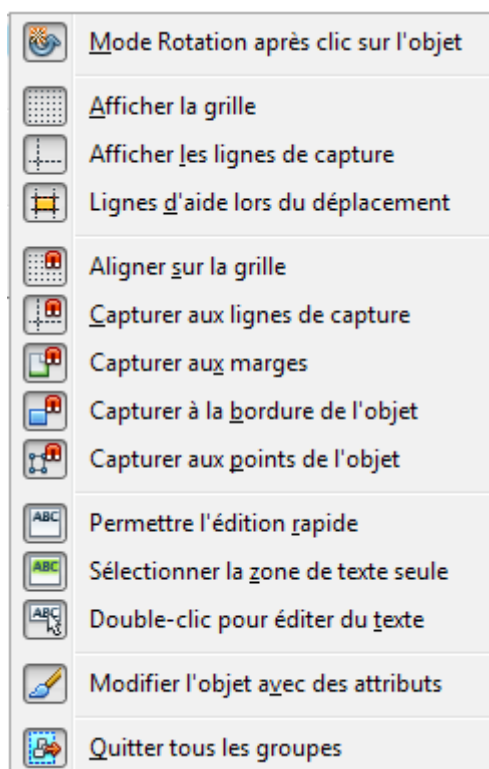 Mode Rotation après clic sur l'objet
Afficher la grille
Afficher les lignes de capture
Lignes d'aide lors du déplacement
Aligner sur la grille
Capturer aux lignes de capture
Capturer aux marges
Capturer à la bordure de l'objet
Capturer aux points de l'objet
ABC Permettre l'édition rapide
ABC Sélectionner la zone de texte seule
ABC Double-clic pour éditer du texte
Modifier l'objet avec des attributs
Quitter tous les groupes